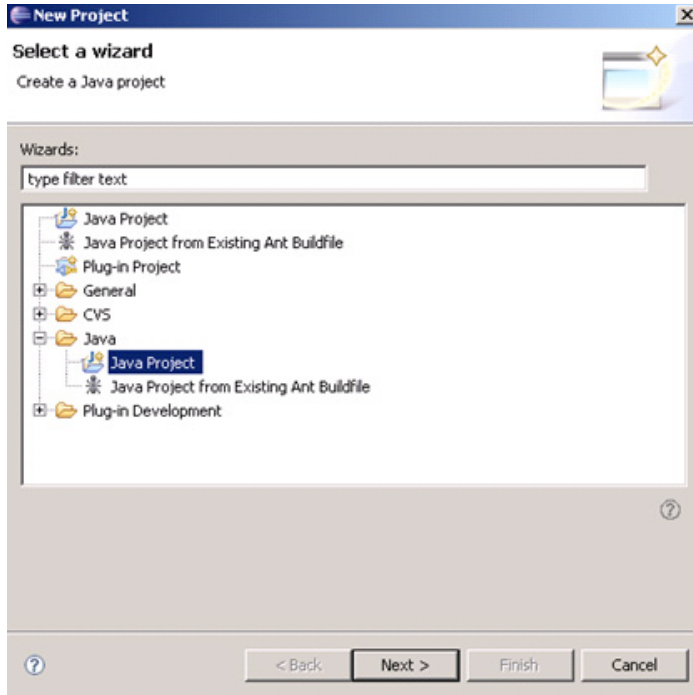 New Project
Select a wizard
Create a Java project
Wizards:
type filter text
Java Project
Java Project from Existing Ant Buildfile
Plug-in Project
General
CVS
Java
Java Project
Java Project from Existing Ant Buildfile
Plug-in Development
< Back
Next >
Finish
Cancel